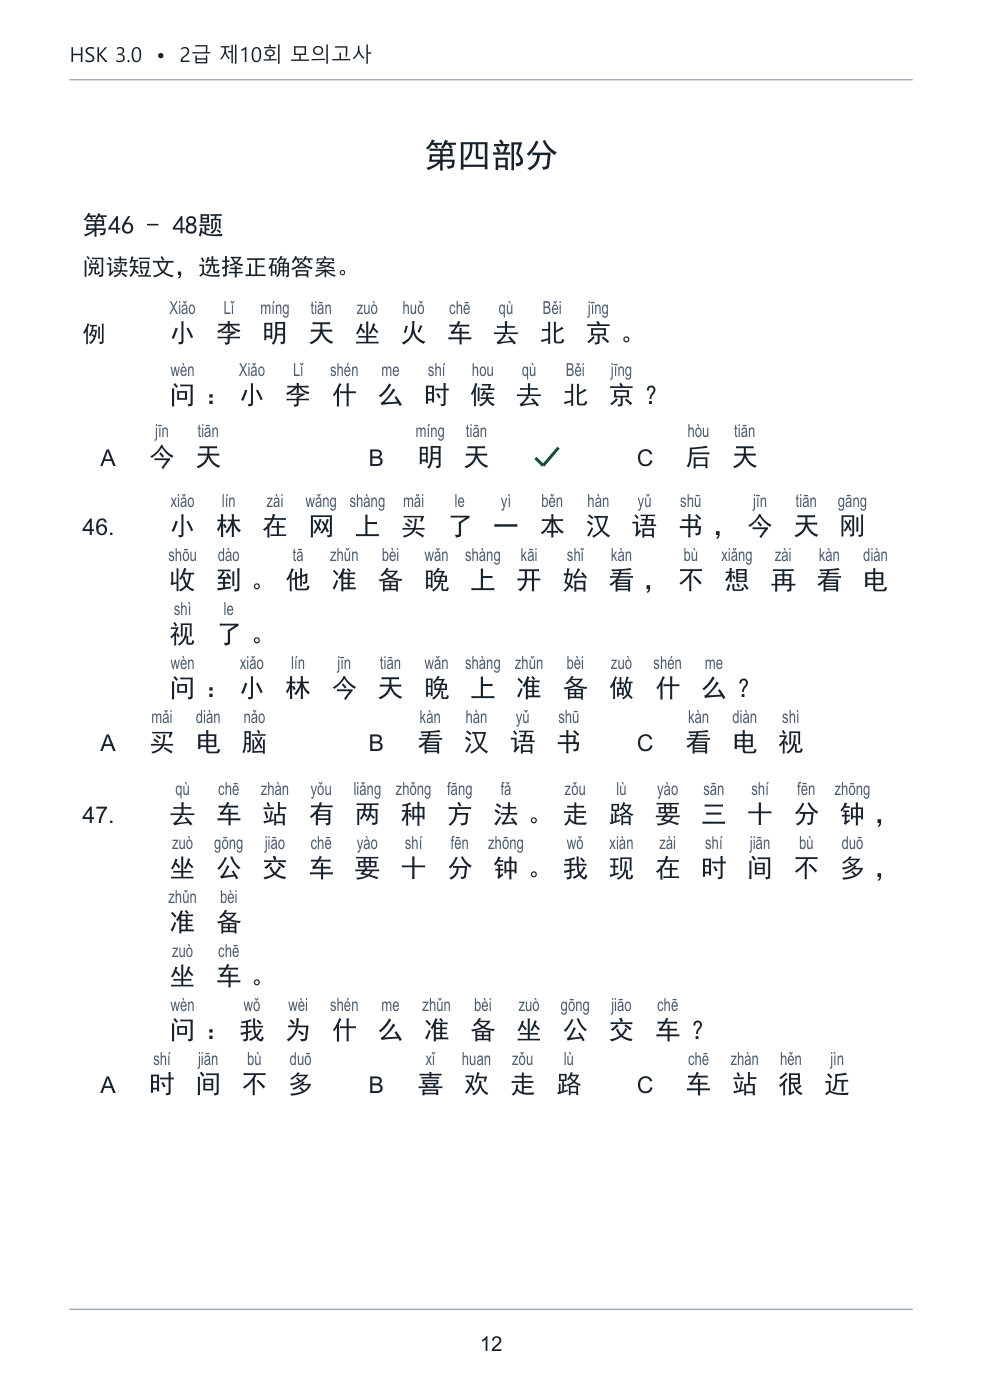 HSK 3.0 • 2급 제10회 모의고사
第四部分
第46 － 48题
阅读短文，选择正确答案。
Xiǎo Lǐ míng tiān zuò huǒ chē qù Běi jīng
例 小李明天坐火车去北京。
wèn Xiǎo Lǐ shén me shí hou qù Běi jīng
问：小李什么时候去北京？
jīn tiān míng tiān hòu tiān
A 今天 B 明天 ✓ C 后天
xiǎo lín zài wǎng shàng mǎi le yì běn hàn yǔ shū jīn tiān gāng
46. 小林在网上买了一本汉语书，今天刚
shōu dào tā zhǔn bèi wǎn shàng kāi shǐ kàn bù xiǎng zài kàn diàn
收到。他准备晚上开始看，不想再看电
shì le
视了。
wèn xiǎo lín jīn tiān wǎn shàng zhǔn bèi zuò shén me
问：小林今天晚上准备做什么？
mǎi diàn nǎo kàn hàn yǔ shū kàn diàn shì
A 买电脑 B 看汉语书 C 看电视
qù chē zhàn yǒu liǎng zhǒng fāng fǎ zǒu lù yào sān shí fēn zhōng
47. 去车站有两种方法。走路要三十分钟，
zuò gōng jiāo chē yào shí fēn zhōng wǒ xiàn zài shí jiān bù duō
坐公交车要十分钟。我现在时间不多，
zhǔn bèi
准备
zuò chē
坐车。
wèn wǒ wèi shén me zhǔn bèi zuò gōng jiāo chē
问：我为什么准备坐公交车？
shí jiān bù duō xǐ huan zǒu lù chē zhàn hěn jìn
A 时间不多 B 喜欢走路 C 车站很近
12